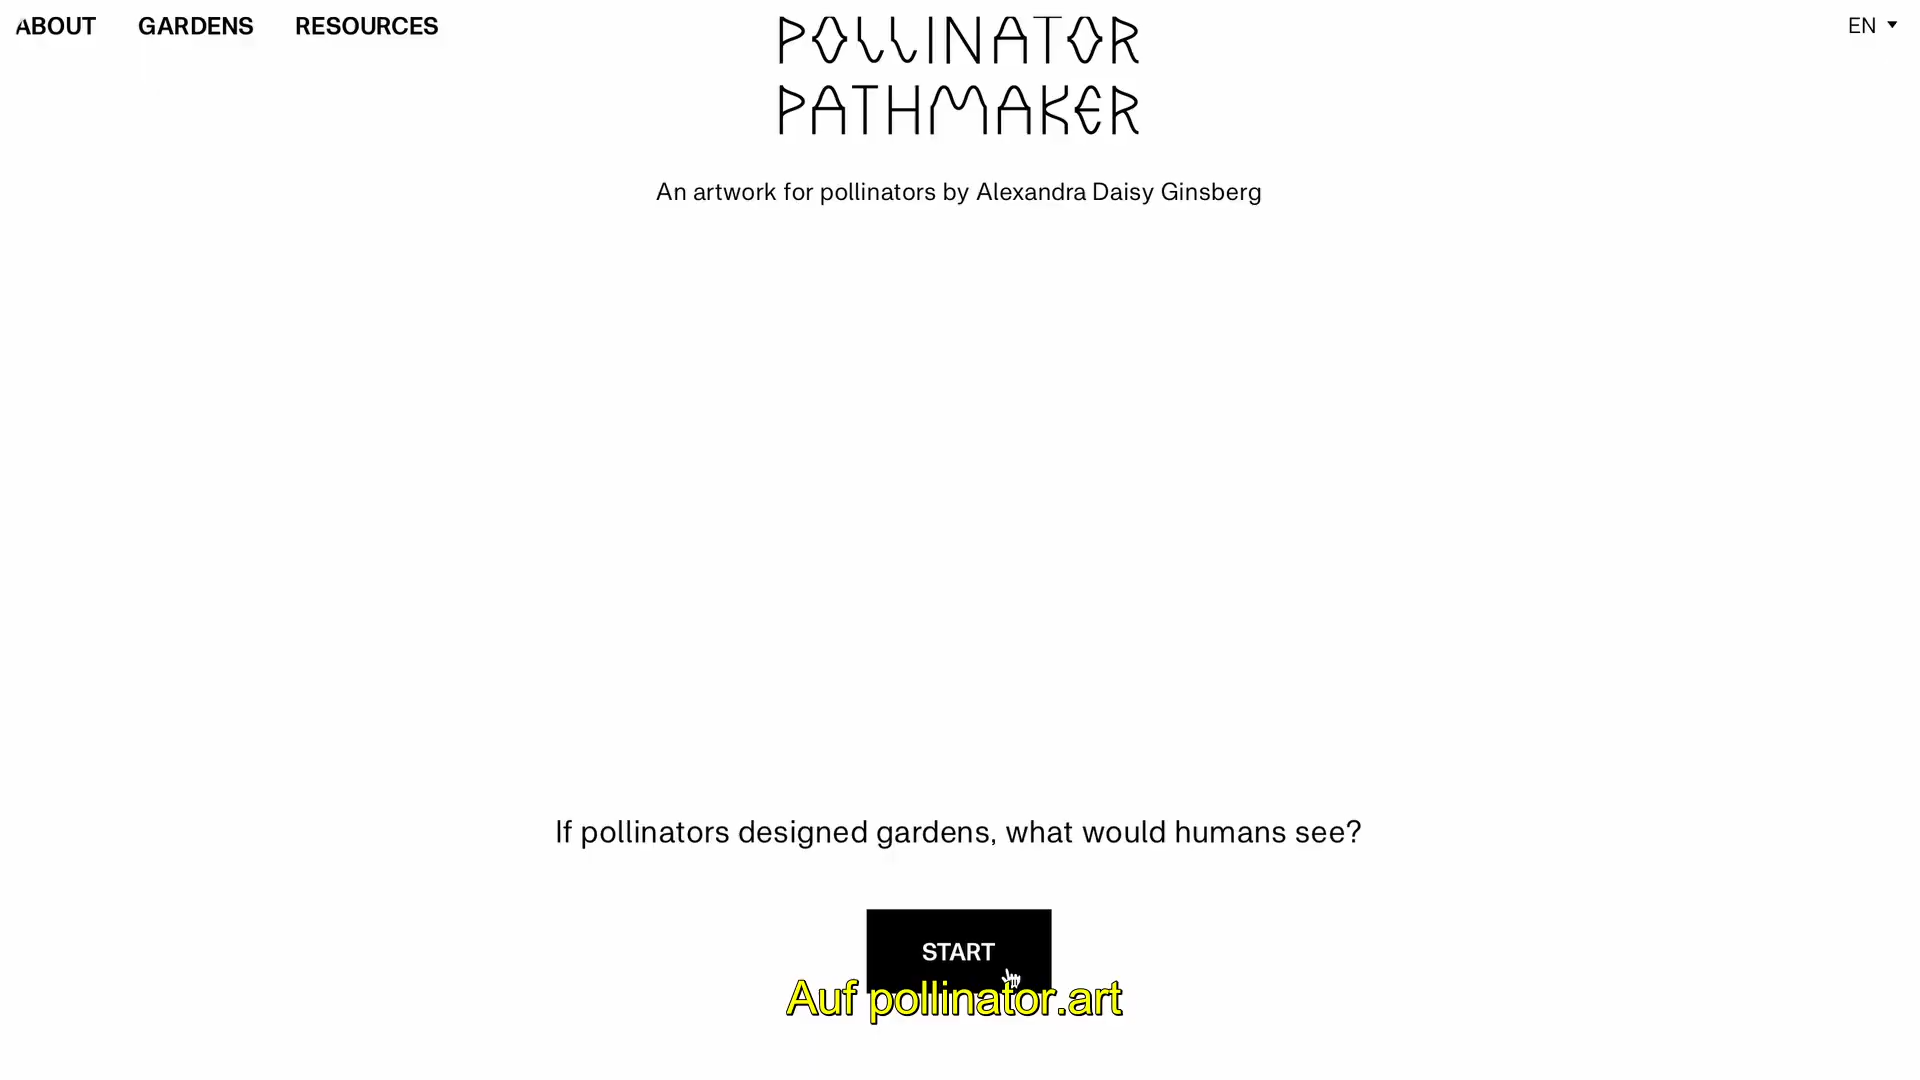 ABOUT
GARDENS
RESOURCES
EN
POLLINATOR
PATHMAKER
An artwork for pollinators by Alexandra Daisy Ginsberg
If pollinators designed gardens, what would humans see?
START
Auf pollinator.art